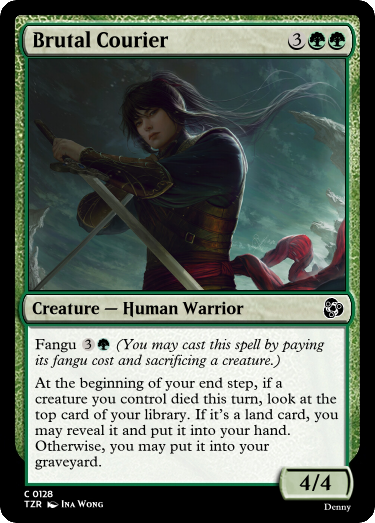 Brutal Courier 3
Creature — Human Warrior
Fangu 3 (You may cast this spell by paying
its fangu cost and sacrificing a creature.)
At the beginning of your end step, if a
creature you control died this turn, look at the
top card of your library. If it's a land card, you
may reveal it and put it into your hand.
Otherwise, you may put it into your
graveyard.
4/4
C 0128
TZR Ina Wong
Denny